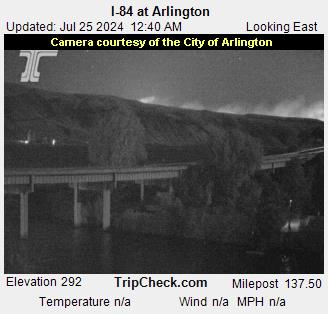 I-84 at Arlington
Updated: Jul 25 2024 12:40 AM Looking East
Camera courtesy of the City of Arlington
Elevation 292 TripCheck.com Milepost 137.50
Temperature n/a Wind n/a MPH n/a